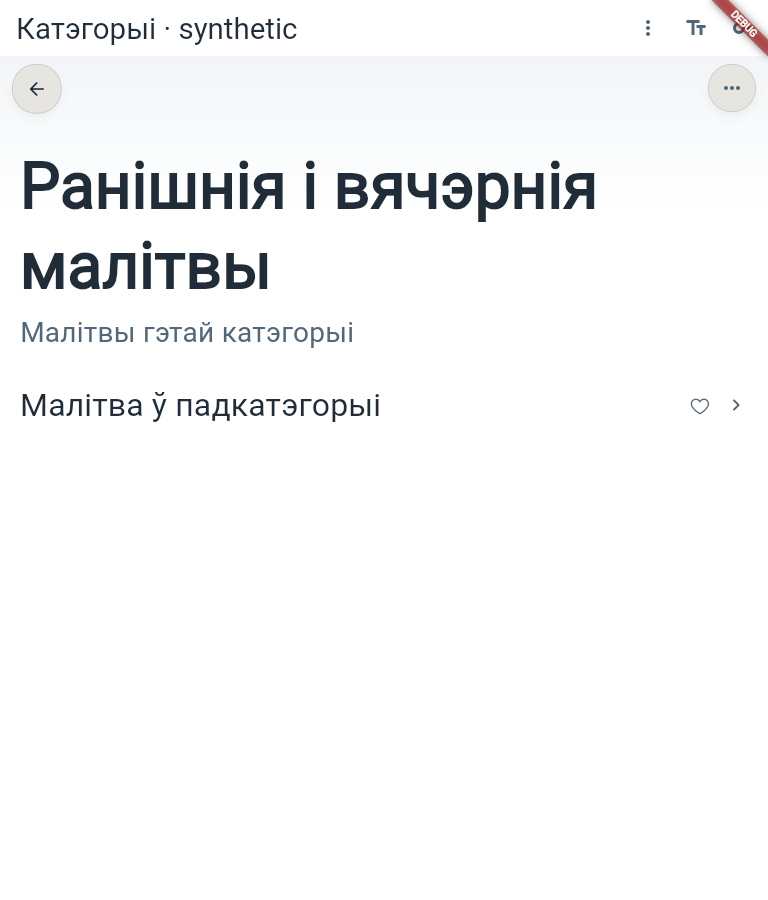 Катэгорыі · synthetic
DEBUG
Ранішнія і вячэрнія
малітвы
Малітвы гэтай катэгорыі
Малітва ў падкатэгорыі